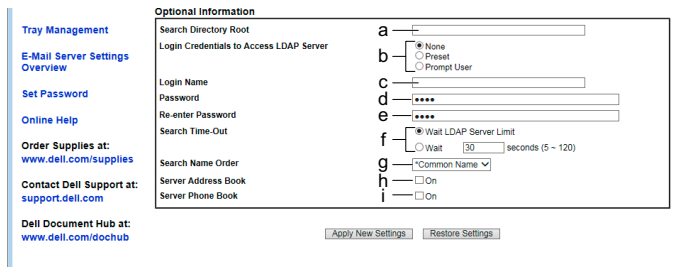 Optional Information
Tray Management
E-Mail Server Settings
Overview
Set Password
Online Help
Order Supplies at:
www.dell.com/supplies
Contact Dell Support at:
support.dell.com
Dell Document Hub at:
www.dell.com/dochub
Search Directory Root a
Login Credentials to Access LDAP Server b None
Preset
Prompt User
Login Name c
Password d ••••
Re-enter Password e ••••
Search Time-Out f Wait LDAP Server Limit
Wait 30 seconds (5 ~ 120)
Search Name Order g *Common Name
Server Address Book h On
Server Phone Book i On
Apply New Settings Restore Settings